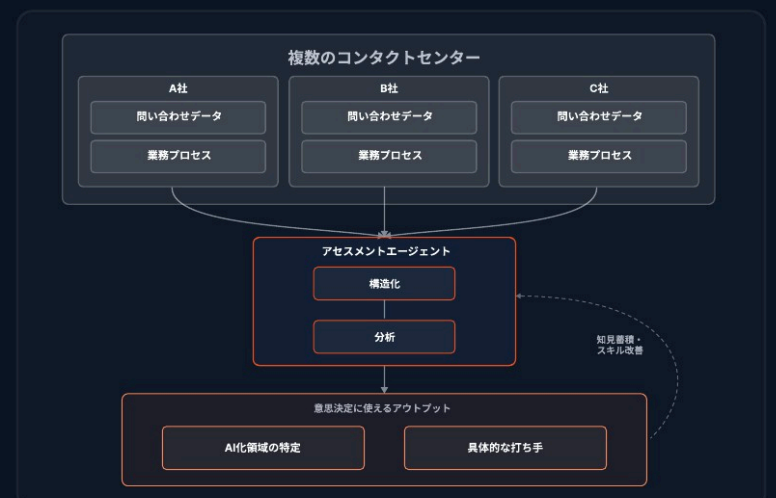 複数のコンタクトセンター
A社
B社
C社
問い合わせデータ
問い合わせデータ
問い合わせデータ
業務プロセス
業務プロセス
業務プロセス
アセスメントエージェント
構造化
分析
知見蓄積・
スキル改善
意思決定に使えるアウトプット
AI化領域の特定
具体的な打ち手